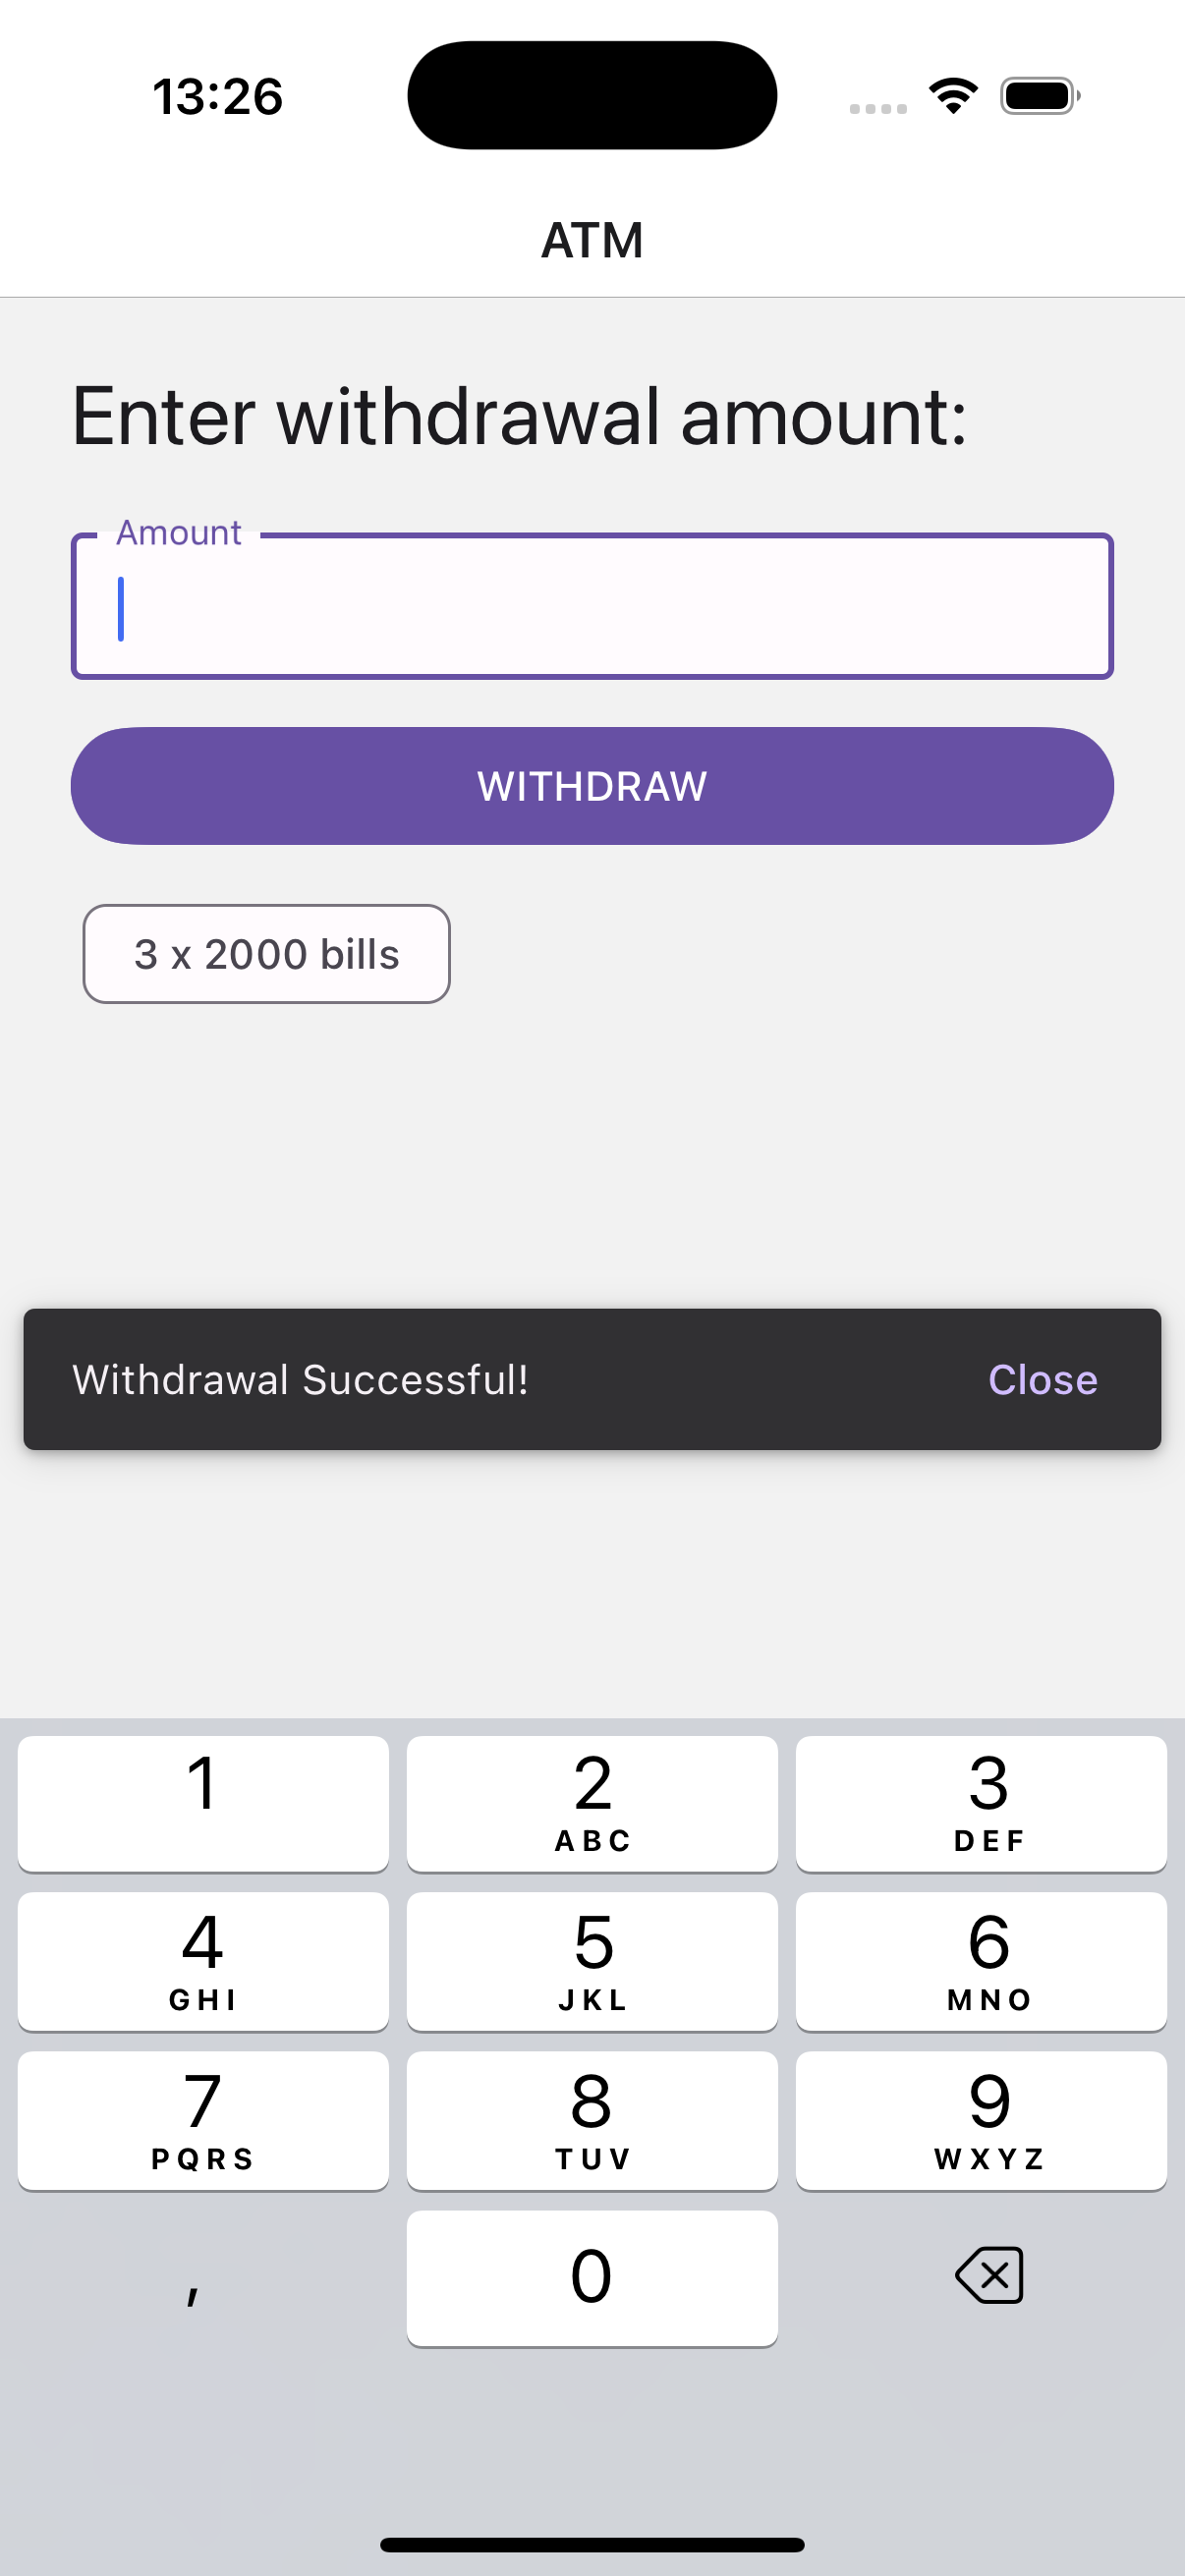 13:26
ATM
Enter withdrawal amount:
Amount
WITHDRAW
3 x 2000 bills
Withdrawal Successful!
Close
1
2
ABC
3
DEF
4
GHI
5
JKL
6
MNO
7
PQRS
8
TUV
9
WXYZ
,
0